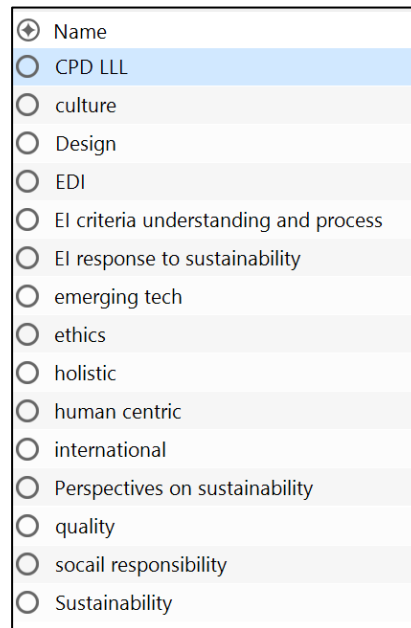 Name
CPD LLL
culture
Design
EDI
EI criteria understanding and process
EI response to sustainability
emerging tech
ethics
holistic
human centric
international
Perspectives on sustainability
quality
socail responsibility
Sustainability